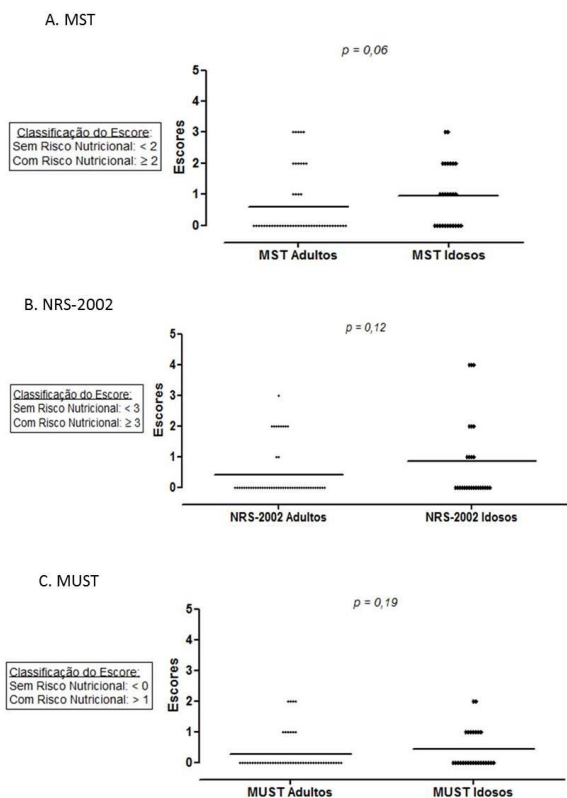 A. MST
p = 0,06
Classificação do Escore:
Sem Risco Nutricional: < 2
Com Risco Nutricional: ≥ 2
Escores
5
4
3
2
1
0
MST Adultos
MST Idosos
B. NRS-2002
p = 0,12
Classificação do Escore:
Sem Risco Nutricional: < 3
Com Risco Nutricional: ≥ 3
Escores
5
4
3
2
1
0
NRS-2002 Adultos
NRS-2002 Idosos
C. MUST
p = 0,19
Classificação do Escore:
Sem Risco Nutricional: < 0
Com Risco Nutricional: > 1
Escores
5
4
3
2
1
0
MUST Adultos
MUST Idosos